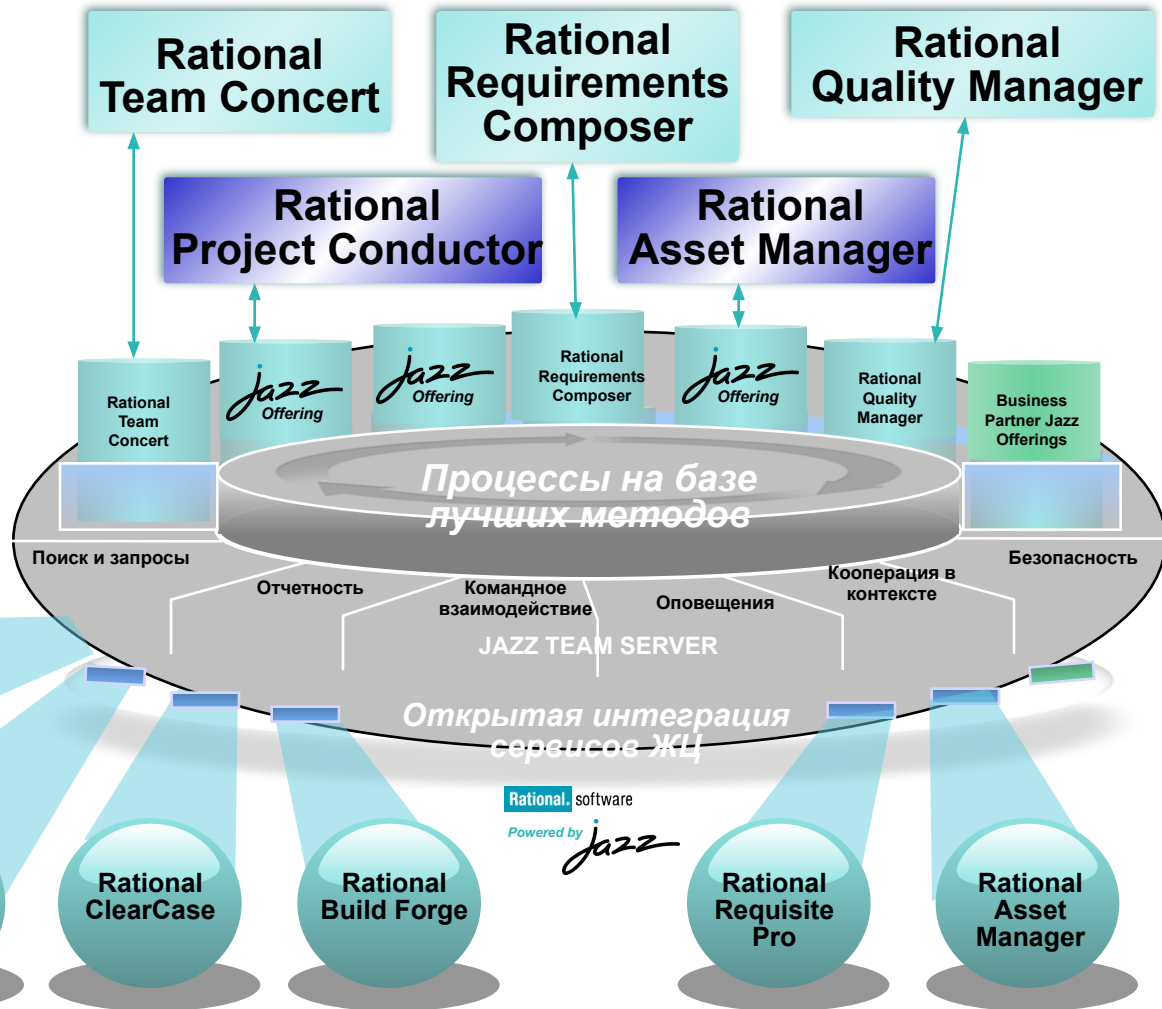 Rational
Team Concert
Rational
Requirements
Composer
Rational
Quality Manager
Rational
Project Conductor
Rational
Asset Manager
Rational
Team
Concert
Jazz
Offering
Jazz
Offering
Rational
Requirements
Composer
Jazz
Offering
Rational
Quality
Manager
Business
Partner Jazz
Offerings
Процессы на базе
лучших методов
Поиск и запросы
Отчетность
Командное
взаимодействие
Оповещения
Кооперация в
контексте
Безопасность
JAZZ TEAM SERVER
Открытая интеграция
сервисов ЖЦ
Rational. software
Powered by Jazz
Rational
ClearCase
Rational
Build Forge
Rational
Requisite
Pro
Rational
Asset
Manager